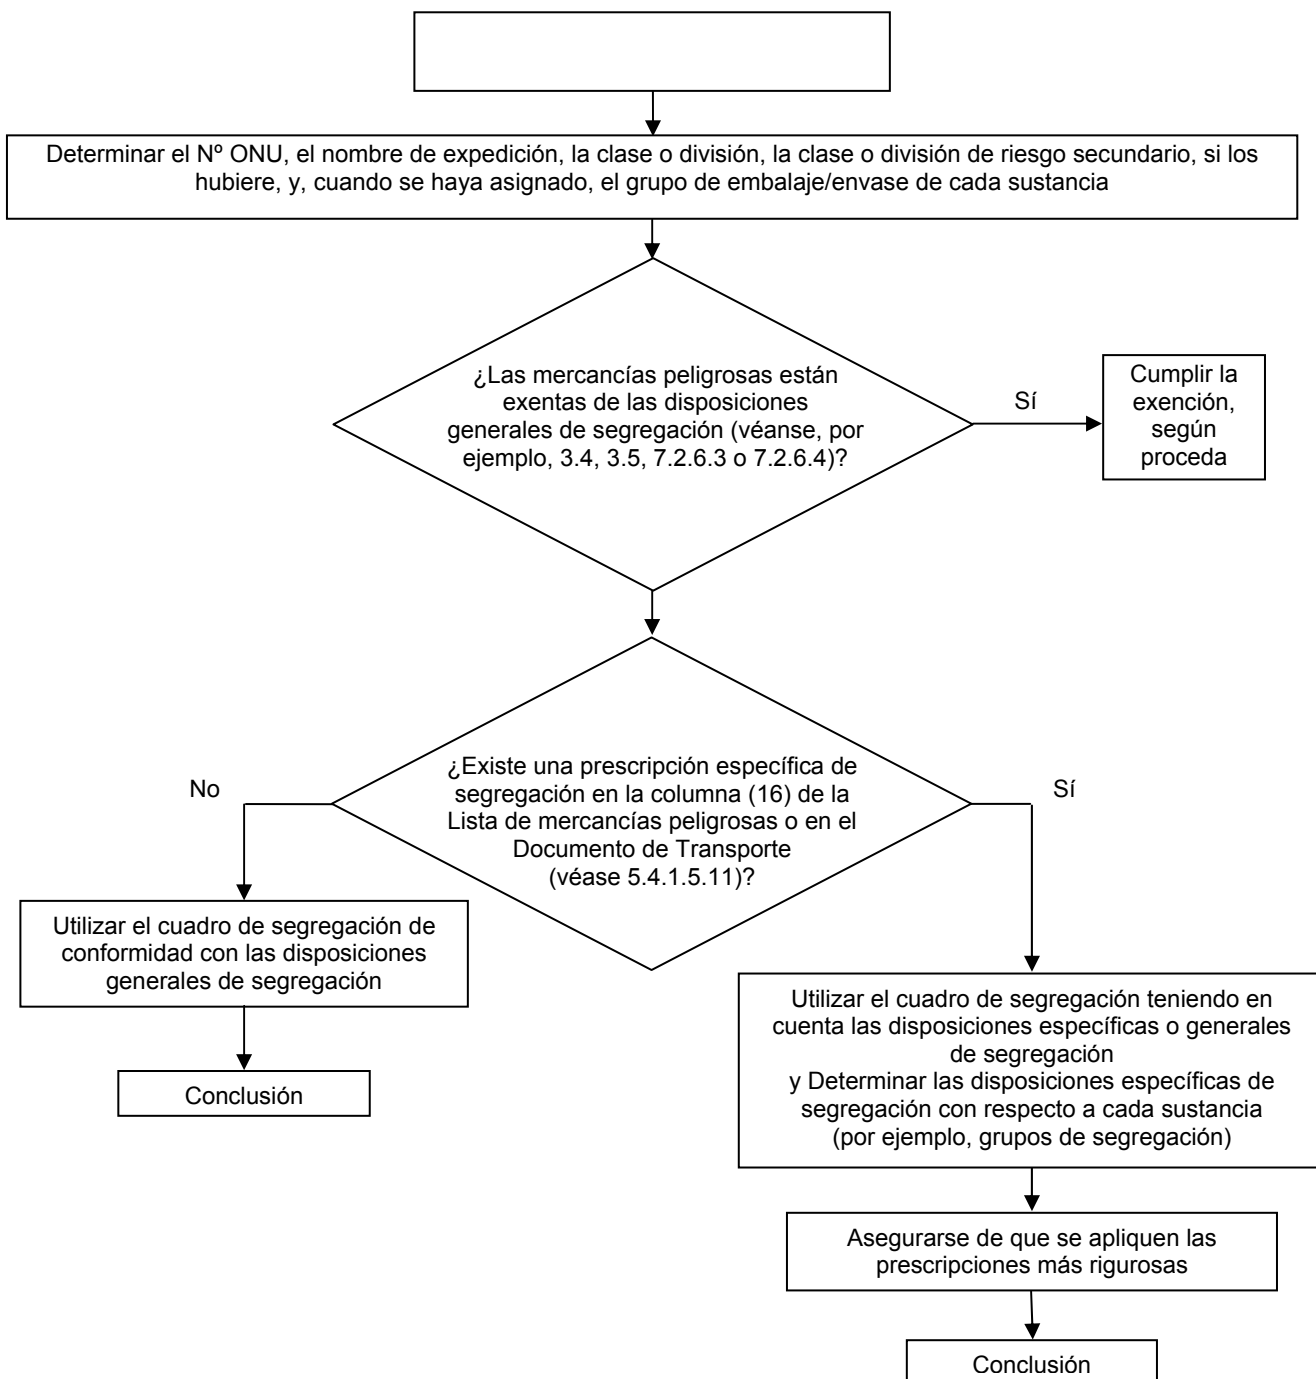 Determinar el Nº ONU, el nombre de expedición, la clase o división, la clase o división de riesgo secundario, si los
hubiere, y, cuando se haya asignado, el grupo de embalaje/envase de cada sustancia
¿Las mercancías peligrosas están
exentas de las disposiciones
generales de segregación (véanse, por
ejemplo, 3.4, 3.5, 7.2.6.3 o 7.2.6.4)?
Sí
Cumplir la
exención,
según
proceda
¿Existe una prescripción específica de
segregación en la columna (16) de la
Lista de mercancías peligrosas o en el
Documento de Transporte
(véase 5.4.1.5.11)?
No
Sí
Utilizar el cuadro de segregación de
conformidad con las disposiciones
generales de segregación
Conclusión
Utilizar el cuadro de segregación teniendo en
cuenta las disposiciones específicas o generales
de segregación
y Determinar las disposiciones específicas de
segregación con respecto a cada sustancia
(por ejemplo, grupos de segregación)
Asegurarse de que se apliquen las
prescripciones más rigurosas
Conclusión